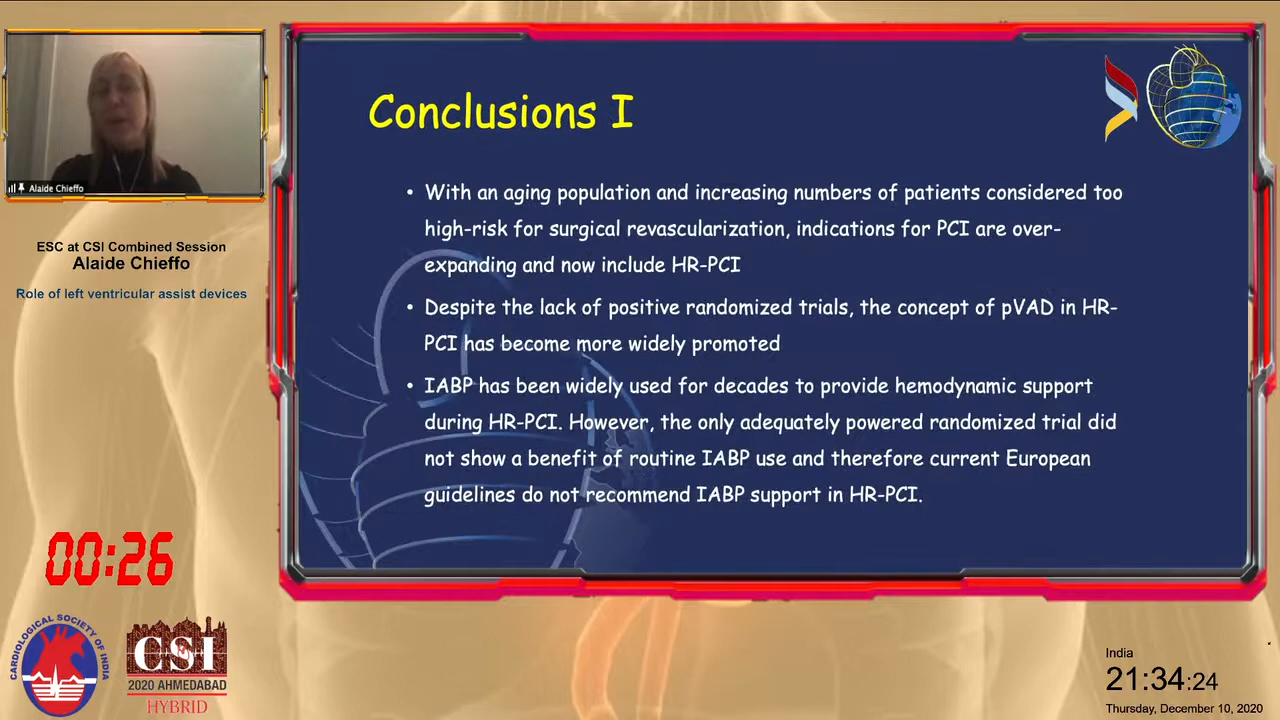 Alaide Chieffo
ESC at CSI Combined Session
Alaide Chieffo
Role of left ventricular assist devices
00:26
CARDIOLOGICAL SOCIETY OF INDIA
CSI
2020 AHMEDABAD
HYBRID
Conclusions I
• With an aging population and increasing numbers of patients considered too
high-risk for surgical revascularization, indications for PCI are over-
expanding and now include HR-PCI
• Despite the lack of positive randomized trials, the concept of pVAD in HR-
PCI has become more widely promoted
• IABP has been widely used for decades to provide hemodynamic support
during HR-PCI. However, the only adequately powered randomized trial did
not show a benefit of routine IABP use and therefore current European
guidelines do not recommend IABP support in HR-PCI.
India
21:34:24
Thursday, December 10, 2020